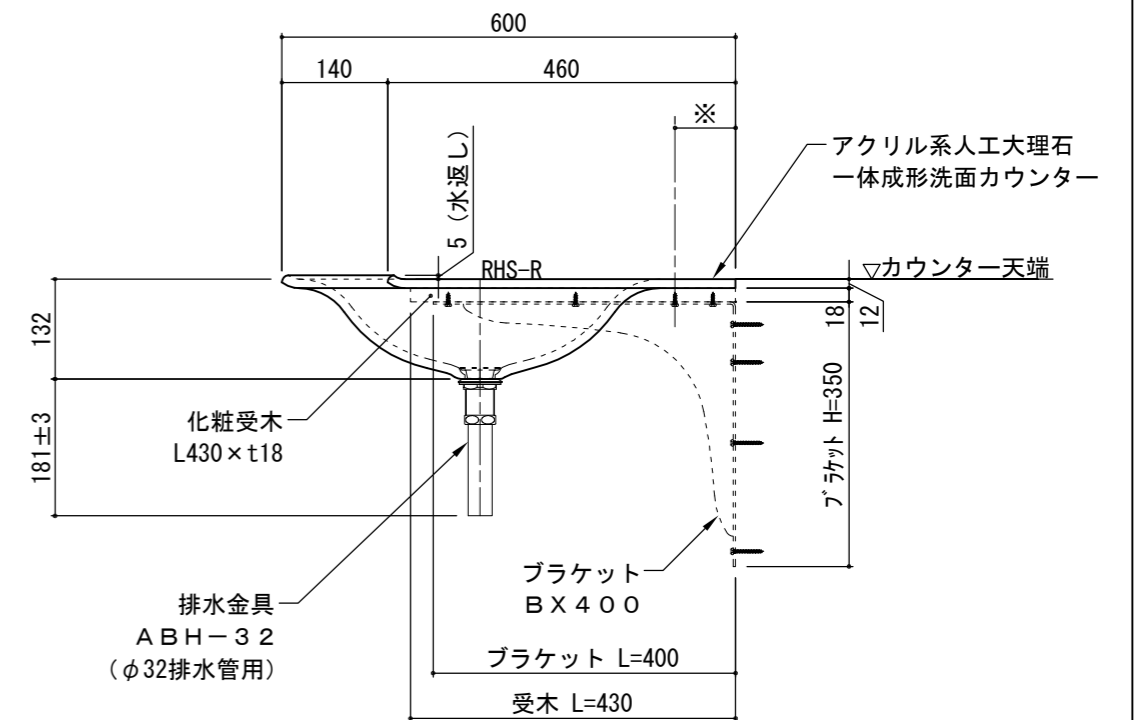 600
140
460
※
5 (水返し)
アクリル系人工大理石
一体成形洗面カウンター
RHS-R
▽カウンター天端
132
18
12
化粧受木
L430×t18
181±3
ブラケット H=350
ブラケット
BX400
排水金具
ABH-32
(φ32排水管用)
ブラケット L=400
受木 L=430